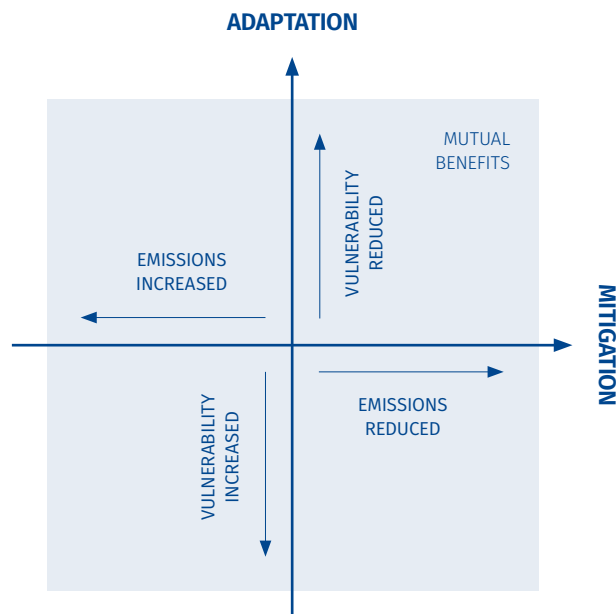 ADAPTATION
MUTUAL
BENEFITS
VULNERABILITY
REDUCED
EMISSIONS
INCREASED
MITIGATION
VULNERABILITY
INCREASED
EMISSIONS
REDUCED